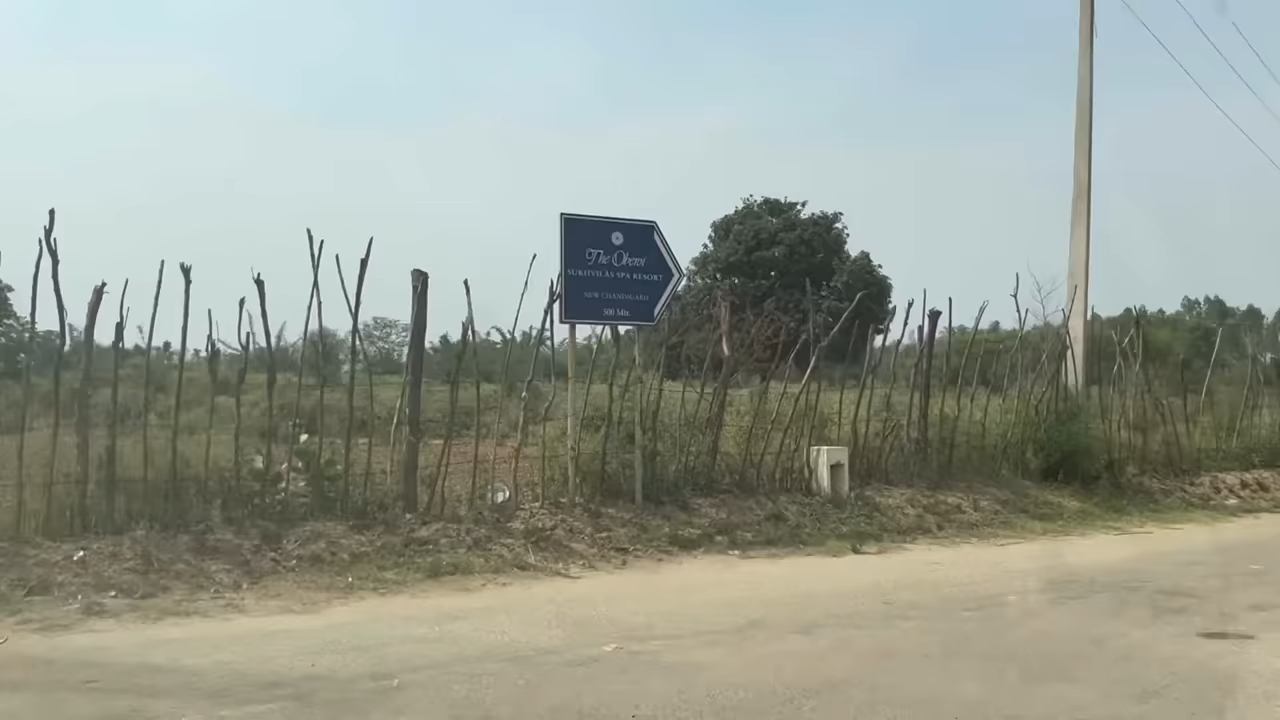 The Oberoi
SUKHVILAS SPA RESORT
NEW CHANDIGARH
500 Mtr.